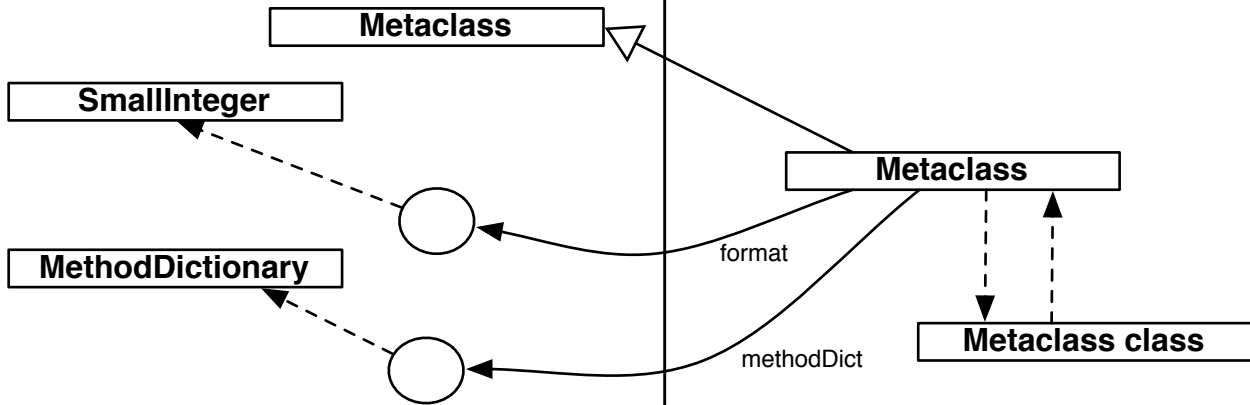 Metaclass
SmallInteger
Metaclass
format
MethodDictionary
Metaclass class
methodDict